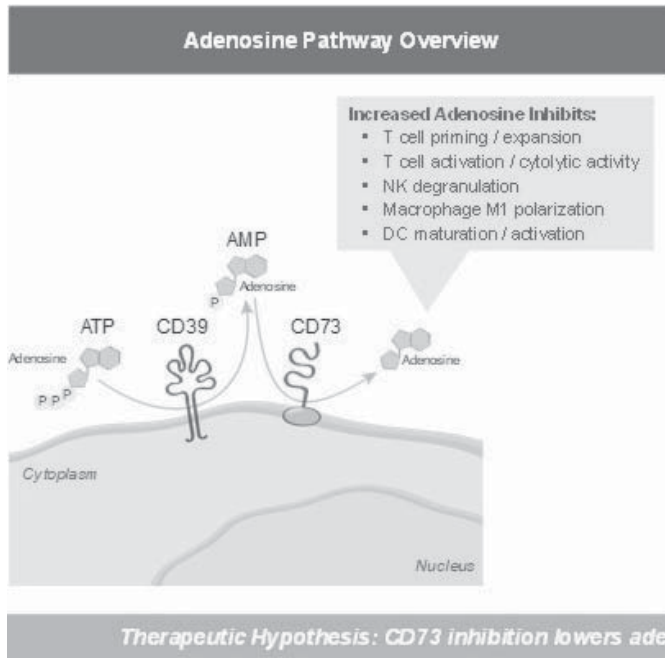 Adenosine Pathway Overview
Increased Adenosine Inhibits:
▪ T cell priming / expansion
▪ T cell activation / cytolytic activity
▪ NK degranulation
▪ Macrophage M1 polarization
▪ DC maturation / activation
AMP
Adenosine
P
ATP
CD39
CD73
Adenosine
Adenosine
P P P
Cytoplasm
Nucleus
Therapeutic Hypothesis: CD73 inhibition lowers ade